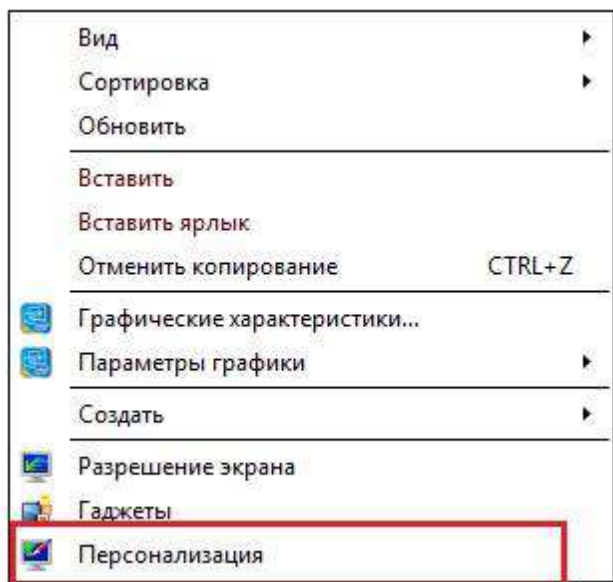 Вид
Сортировка
Обновить
Вставить
Вставить ярлык
Отменить копирование CTRL+Z
Графические характеристики...
Параметры графики
Создать
Разрешение экрана
Гаджеты
Персонализация